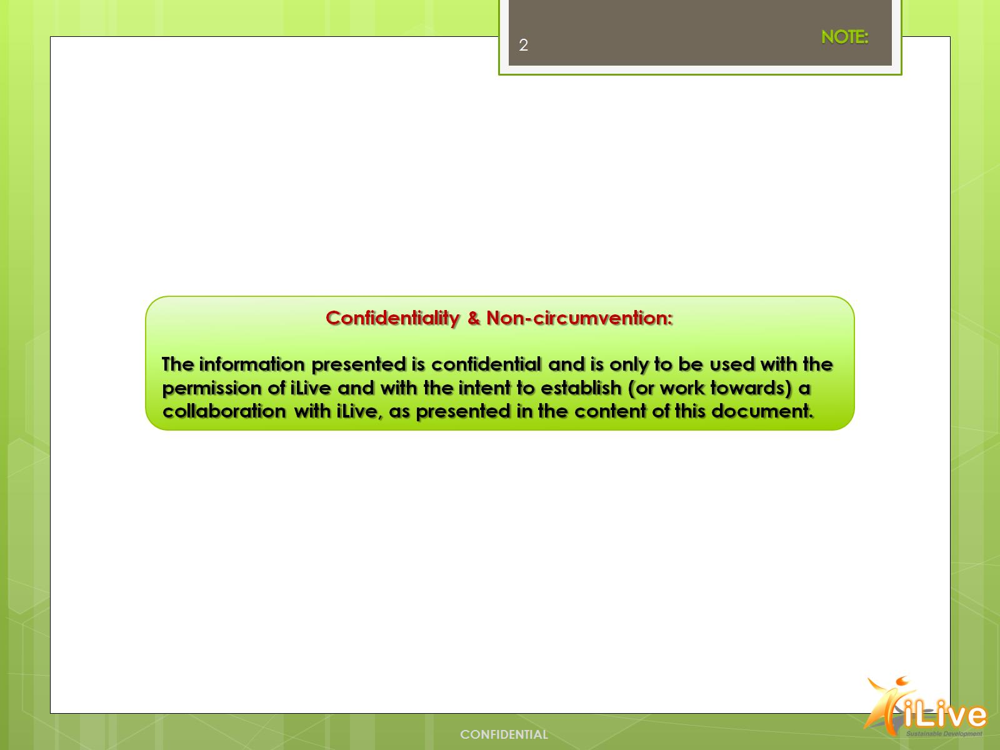 2
NOTE:
Confidentiality & Non-circumvention:
The information presented is confidential and is only to be used with the
permission of iLive and with the intent to establish (or work towards) a
collaboration with iLive, as presented in the content of this document.
CONFIDENTIAL
iLive
Sustainable Development